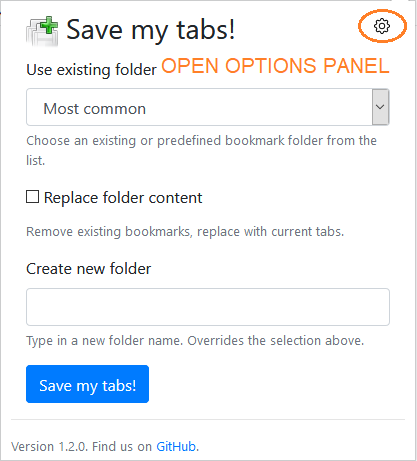 Save my tabs!
Use existing folder OPEN OPTIONS PANEL
Most common
Choose an existing or predefined bookmark folder from the
list.
Replace folder content
Remove existing bookmarks, replace with current tabs.
Create new folder
Type in a new folder name. Overrides the selection above.
Save my tabs!
Version 1.2.0. Find us on GitHub.